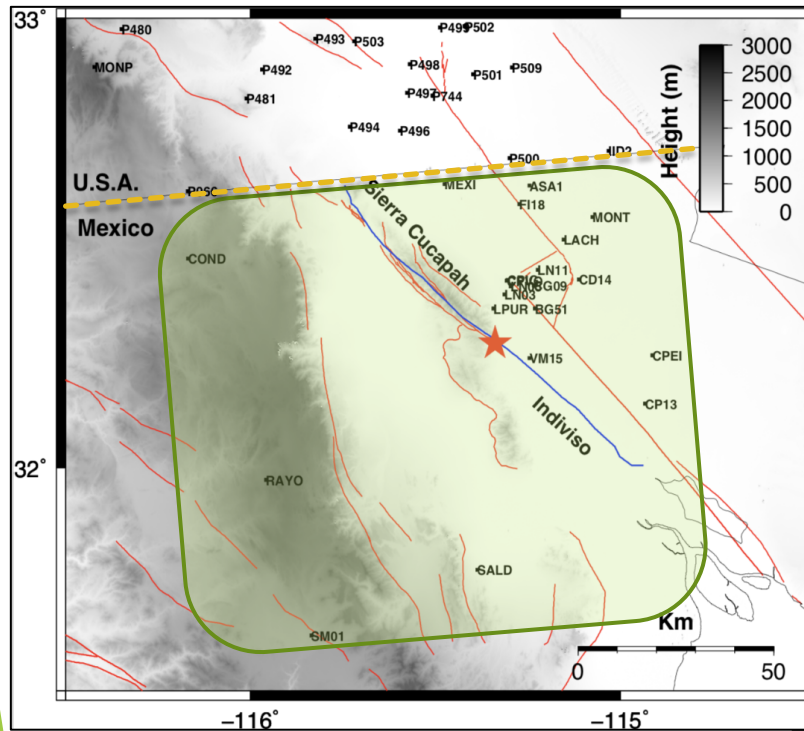 33°
P480
P493
P503
P499
P502
MONP
P492
P498
P501
P509
P481
P497
P744
P494
P496
P500
IID2
Height (m)
3000
2500
2000
1500
1000
500
0
U.S.A.
Mexico
MEXI
ASA1
FI18
MONT
LACH
COND
Sierra Cucapah
LN11
CD14
LN03
LPUR
BG51
VM15
CPEI
CP13
Indiviso
32°
RAYO
SALD
SM01
Km
0
50
−116°
−115°